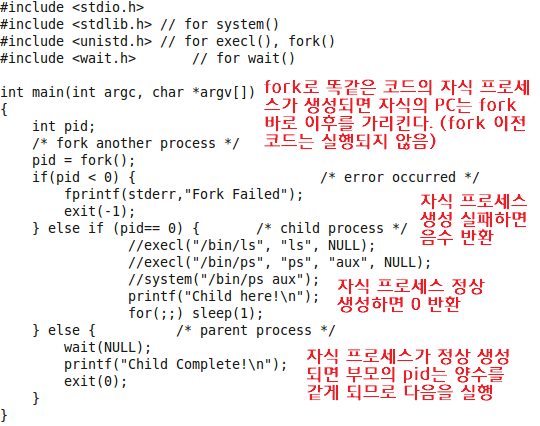 #include <stdio.h>
#include <stdlib.h> // for system()
#include <unistd.h> // for execl(), fork()
#include <wait.h>       // for wait()
int main(int argc, char *argv[])
{
    int pid;
    /* fork another process */
    pid = fork();
fork로 똑같은 코드의 자식 프로세
스가 생성되면 자식의 PC는 fork
바로 이후를 가리킨다. (fork 이전
코드는 실행되지 않음)
    if(pid < 0) {                       /* error occurred */
        fprintf(stderr,"Fork Failed");
        exit(-1);
자식 프로세스
생성 실패하면
음수 반환
    } else if (pid== 0) {       /* child process */
                //execl("/bin/ls", "ls", NULL);
                //execl("/bin/ps", "ps", "aux", NULL);
                //system("/bin/ps aux");
                printf("Child here!\n");
                for(;;) sleep(1);
자식 프로세스 정상
생성하면 0 반환
    } else {          /* parent process */
        wait(NULL);
        printf("Child Complete!\n");
        exit(0);
    }
}
자식 프로세스가 정상 생성
되면 부모의 pid는 양수를
같게 되므로 다음을 실행